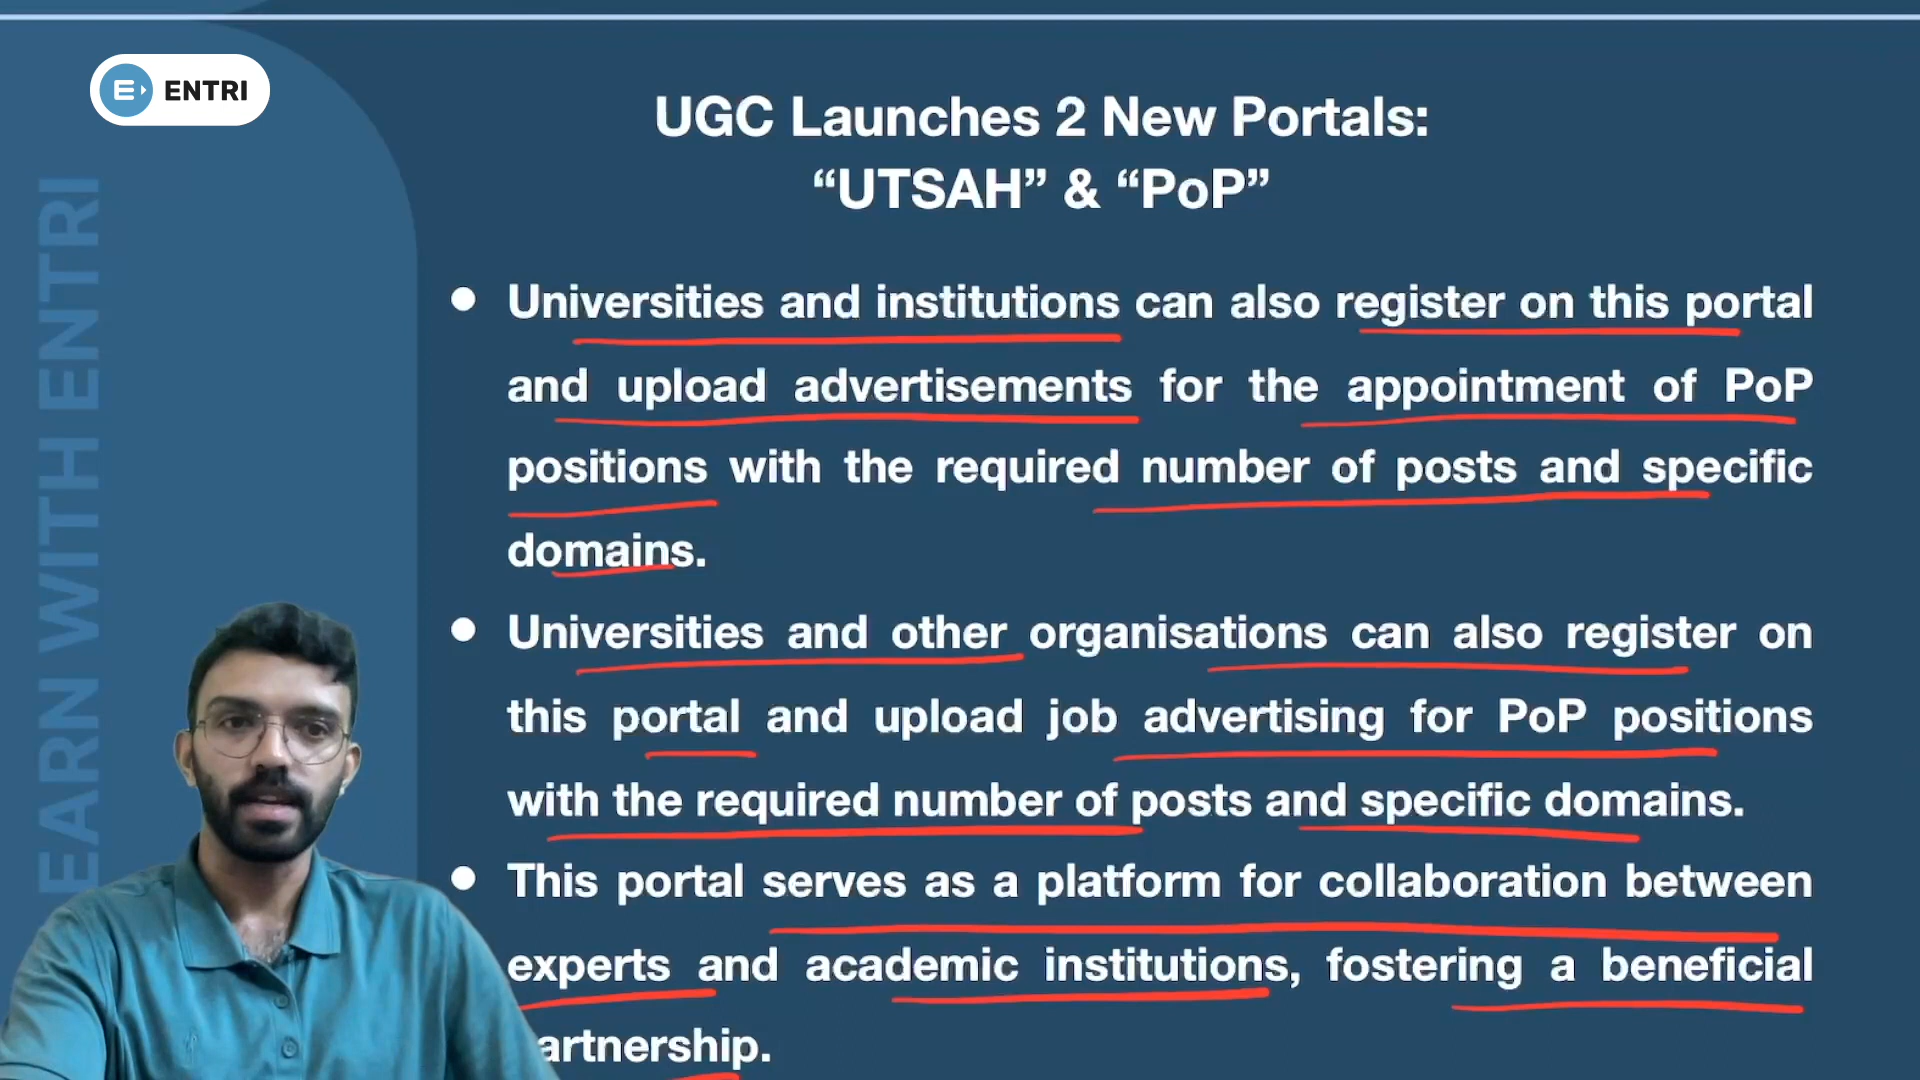 ENTRI
EARN WITH ENTRI
UGC Launches 2 New Portals:
“UTSAH” & “PoP”
● Universities and institutions can also register on this portal
and upload advertisements for the appointment of PoP
positions with the required number of posts and specific
domains.
● Universities and other organisations can also register on
this portal and upload job advertising for PoP positions
with the required number of posts and specific domains.
● This portal serves as a platform for collaboration between
experts and academic institutions, fostering a beneficial
artnership.